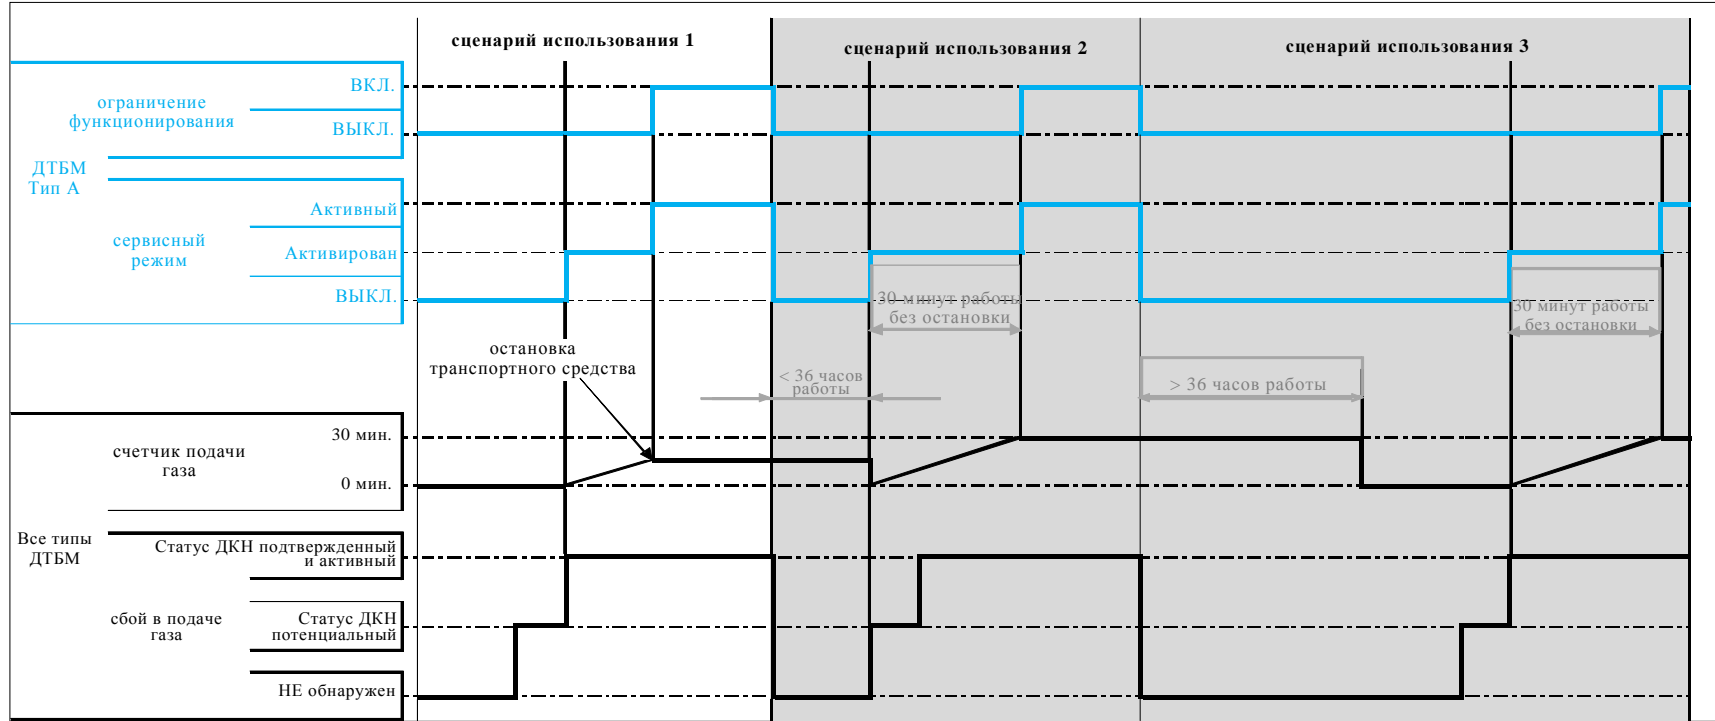 сценарий использования 1
сценарий использования 2
сценарий использования 3
ВКЛ.
ограничение
функционирования
ВЫКЛ.
ДТБМ
Тип А
Активный
сервисный
режим
Активирован
ВЫКЛ.
30 минут работы
без остановки
30 минут работы
без остановки
остановка
транспортного средства
< 36 часов
работы
> 36 часов работы
30 мин.
счетчик подачи
газа
0 мин.
Все типы
ДТБМ
Статус ДКН подтвержденный
и активный
сбой в подаче
газа
Статус ДКН
потенциальный
НЕ обнаружен